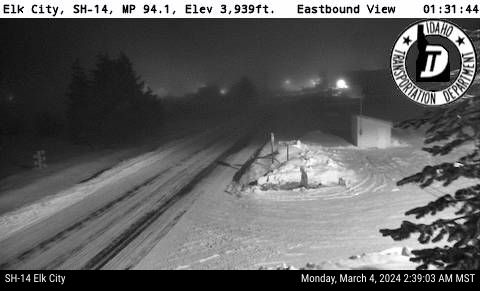 Elk City, SH-14, MP 94.1, Elev 3,939ft. Eastbound View 01:31:44
IDAHO
TRANSPORTATION DEPARTMENT
SH-14 Elk City Monday, March 4, 2024 2:39:03 AM MST